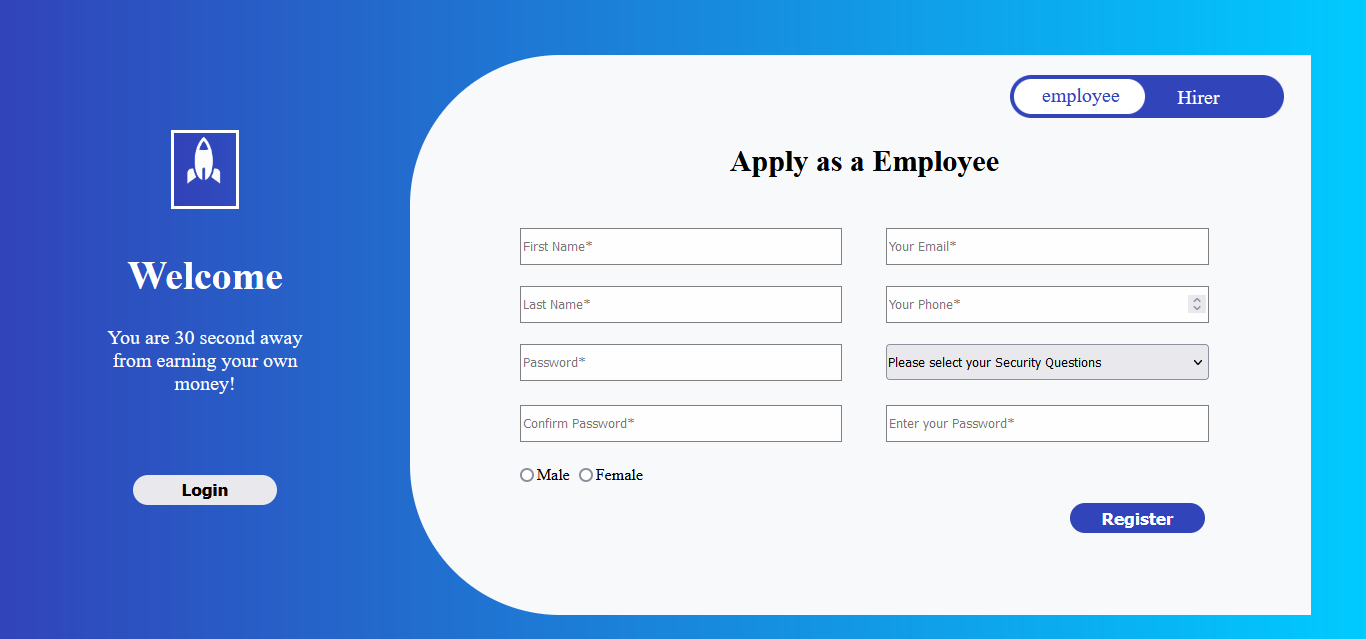 employee
Hirer
Apply as a Employee
Welcome
You are 30 second away
from earning your own
money!
Login
First Name*
Your Email*
Last Name*
Your Phone*
Password*
Please select your Security Questions
Confirm Password*
Enter your Password*
Male
Female
Register